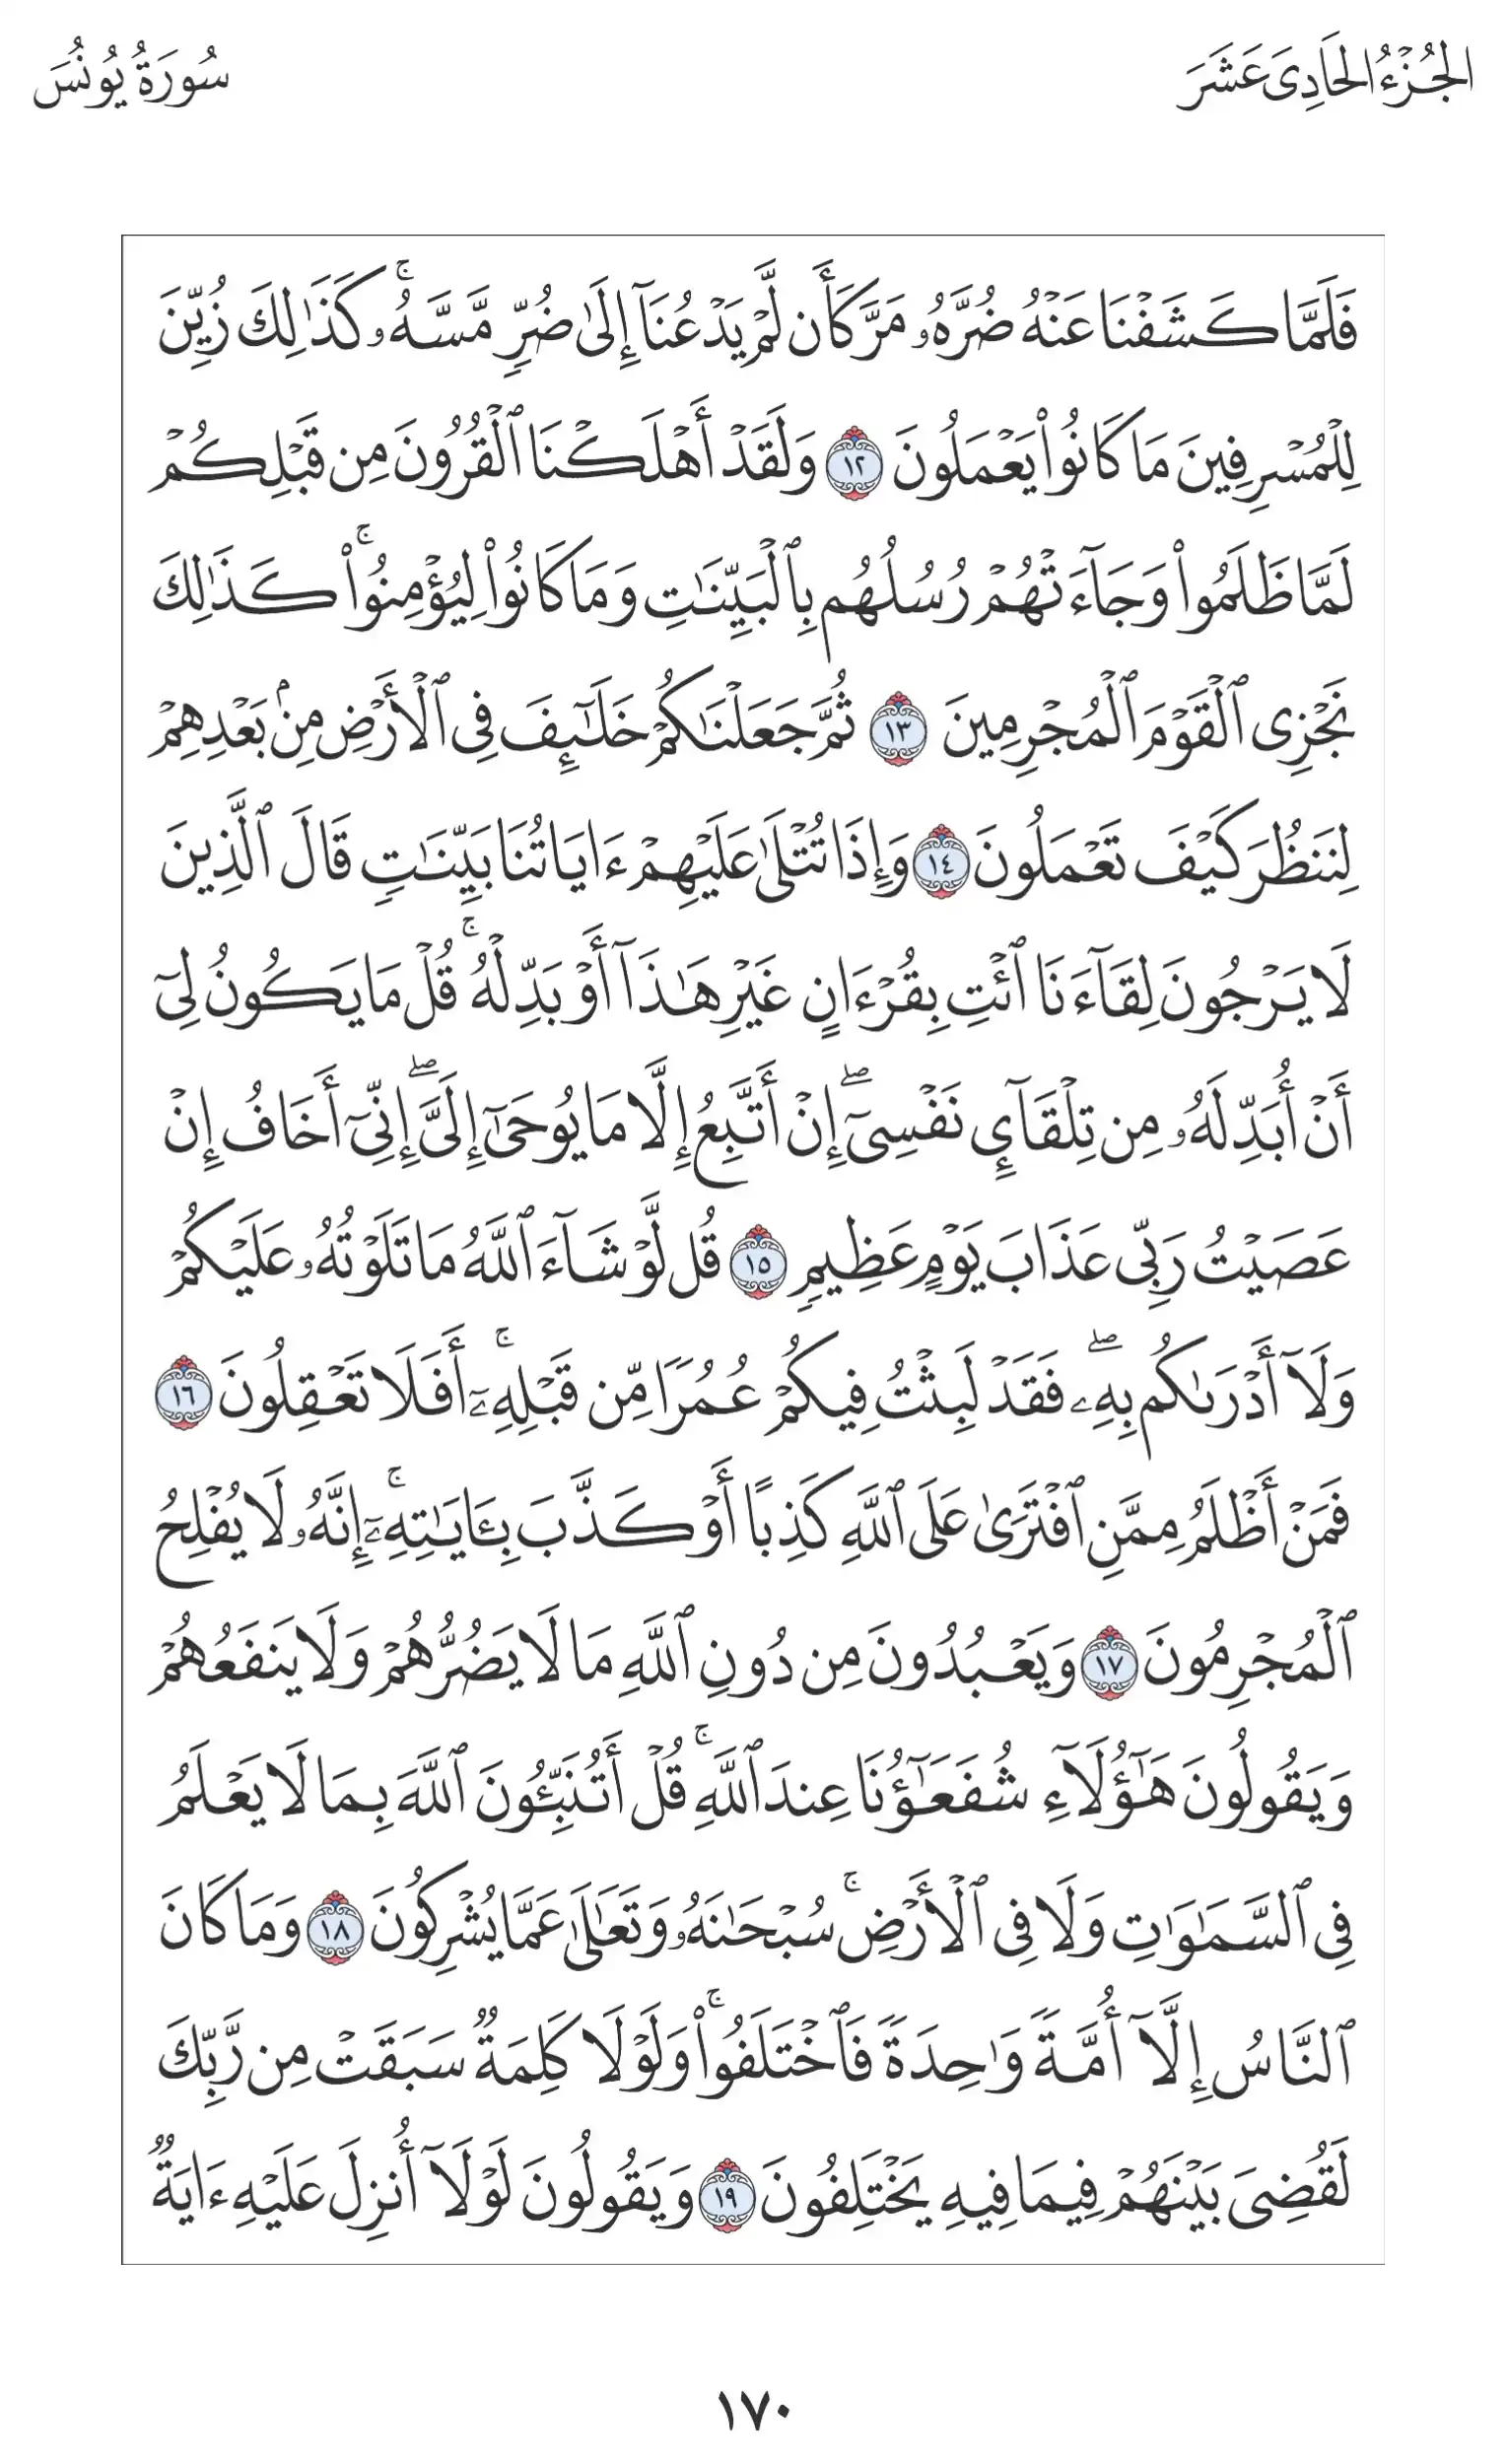 الجُزْءُ الحَادِىَ عَشَرَ
سُورَةُ يُونُسَ
فَلَمَّا كَشَفْنَا عَنْهُ ضُرَّهُۥ مَرَّ كَأَن لَّمْ يَدْعُنَآ إِلَىٰ ضُرٍّ مَّسَّهُۥۚ كَذَٰلِكَ زُيِّنَ
لِلْمُسْرِفِينَ مَا كَانُوا۟ يَعْمَلُونَ ١٢ وَلَقَدْ أَهْلَكْنَا ٱلْقُرُونَ مِن قَبْلِكُمْ
لَمَّا ظَلَمُوا۟ وَجَآءَتْهُمْ رُسُلُهُم بِٱلْبَيِّنَٰتِ وَمَا كَانُوا۟ لِيُؤْمِنُوا۟ۚ كَذَٰلِكَ
نَجْزِى ٱلْقَوْمَ ٱلْمُجْرِمِينَ ١٣ ثُمَّ جَعَلْنَٰكُمْ خَلَٰٓئِفَ فِى ٱلْأَرْضِ مِنۢ بَعْدِهِمْ
لِنَنظُرَ كَيْفَ تَعْمَلُونَ ١٤ وَإِذَا تُتْلَىٰ عَلَيْهِمْ ءَايَاتُنَا بَيِّنَٰتٍ قَالَ ٱلَّذِينَ
لَا يَرْجُونَ لِقَآءَنَا ٱئْتِ بِقُرْءَانٍ غَيْرِ هَٰذَآ أَوْ بَدِّلْهُۚ قُلْ مَا يَكُونُ لِىٓ
أَنْ أُبَدِّلَهُۥ مِن تِلْقَآئِ نَفْسِىٓۖ إِنْ أَتَّبِعُ إِلَّا مَا يُوحَىٰٓ إِلَىَّۖ إِنِّىٓ أَخَافُ إِنْ
عَصَيْتُ رَبِّى عَذَابَ يَوْمٍ عَظِيمٍ ١٥ قُل لَّوْ شَآءَ ٱللَّهُ مَا تَلَوْتُهُۥ عَلَيْكُمْ
وَلَآ أَدْرَىٰكُم بِهِۦۖ فَقَدْ لَبِثْتُ فِيكُمْ عُمُرًا مِّن قَبْلِهِۦٓۚ أَفَلَا تَعْقِلُونَ ١٦
فَمَنْ أَظْلَمُ مِمَّنِ ٱفْتَرَىٰ عَلَى ٱللَّهِ كَذِبًا أَوْ كَذَّبَ بِـَٔايَٰتِهِۦٓۚ إِنَّهُۥ لَا يُفْلِحُ
ٱلْمُجْرِمُونَ ١٧ وَيَعْبُدُونَ مِن دُونِ ٱللَّهِ مَا لَا يَضُرُّهُمْ وَلَا يَنفَعُهُمْ
وَيَقُولُونَ هَٰٓؤُلَآءِ شُفَعَٰٓؤُنَا عِندَ ٱللَّهِۚ قُلْ أَتُنَبِّـُٔونَ ٱللَّهَ بِمَا لَا يَعْلَمُ
فِى ٱلسَّمَٰوَٰتِ وَلَا فِى ٱلْأَرْضِۚ سُبْحَٰنَهُۥ وَتَعَٰلَىٰ عَمَّا يُشْرِكُونَ ١٨ وَمَا كَانَ
ٱلنَّاسُ إِلَّآ أُمَّةً وَٰحِدَةً فَٱخْتَلَفُوا۟ۚ وَلَوْلَا كَلِمَةٌ سَبَقَتْ مِن رَّبِّكَ
لَقُضِىَ بَيْنَهُمْ فِيمَا فِيهِ يَخْتَلِفُونَ ١٩ وَيَقُولُونَ لَوْلَآ أُنزِلَ عَلَيْهِ ءَايَةٌ
١٧٠